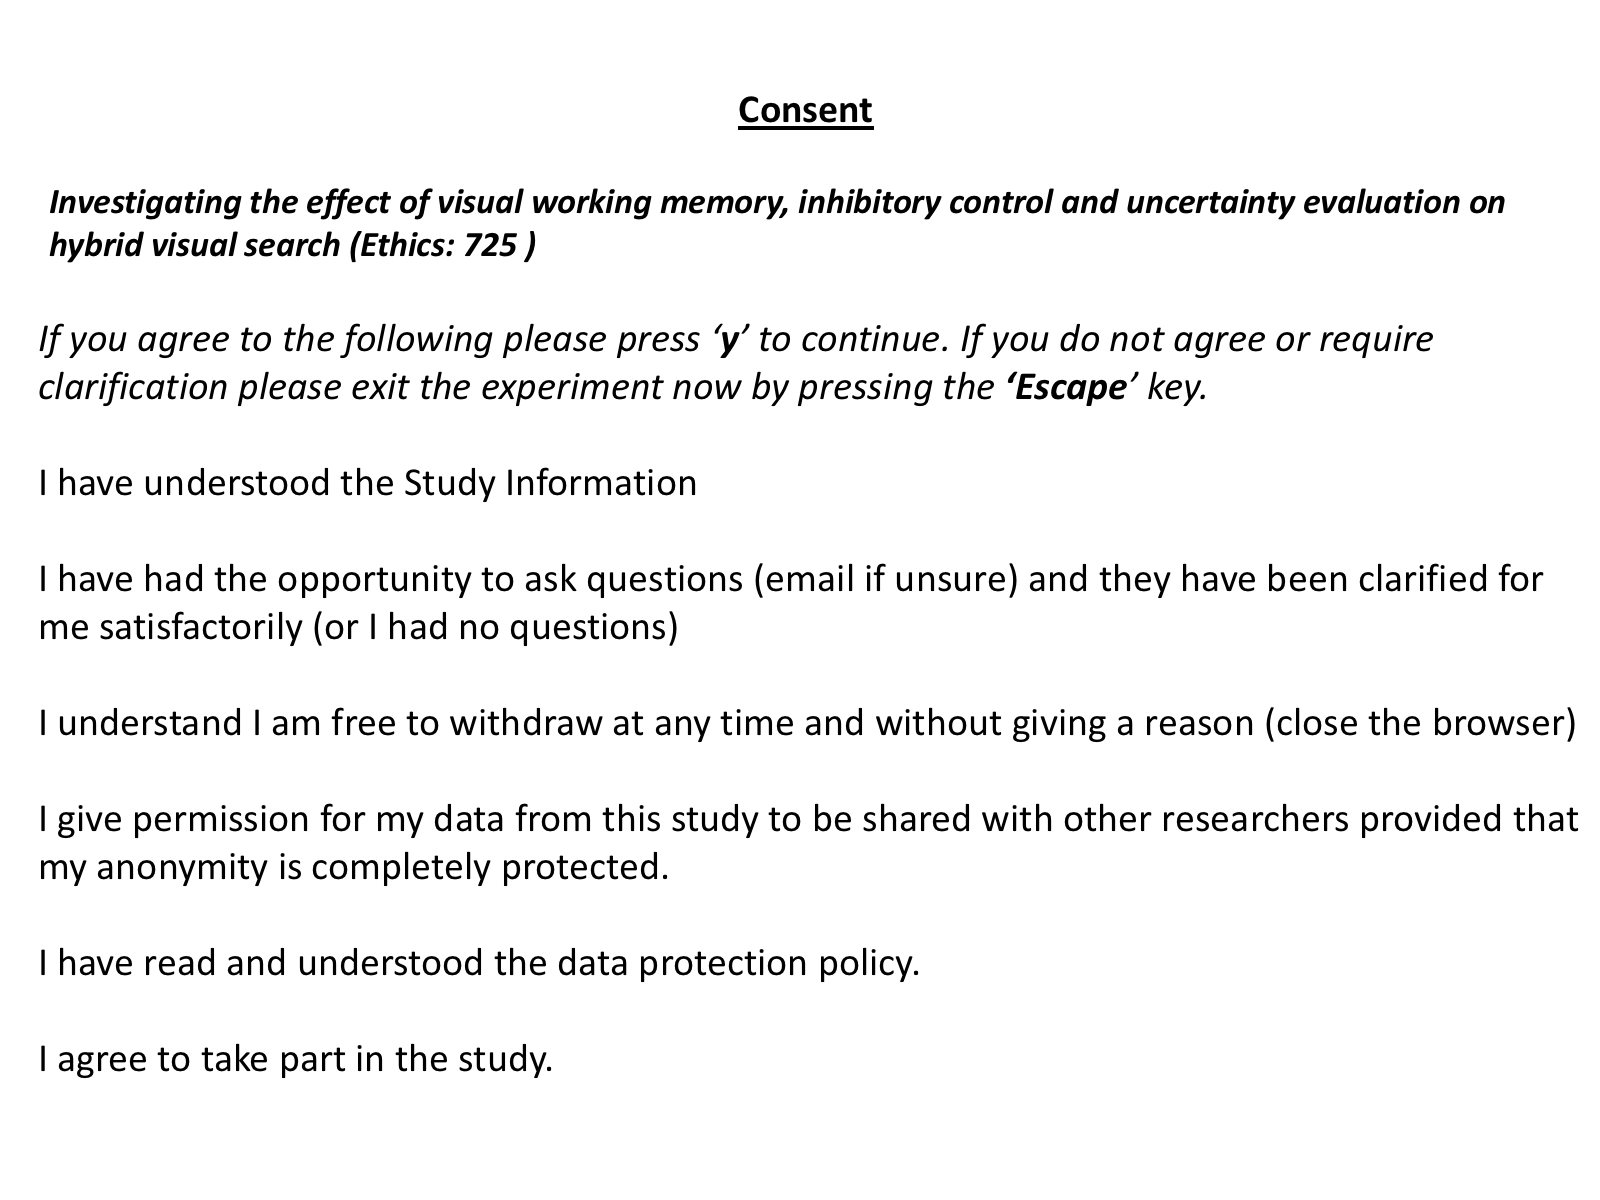 Consent
Investigating the effect of visual working memory, inhibitory control and uncertainty evaluation on
hybrid visual search (Ethics: 725 )
If you agree to the following please press ‘y’ to continue. If you do not agree or require
clarification please exit the experiment now by pressing the ‘Escape’ key.
I have understood the Study Information
I have had the opportunity to ask questions (email if unsure) and they have been clarified for
me satisfactorily (or I had no questions)
I understand I am free to withdraw at any time and without giving a reason (close the browser)
I give permission for my data from this study to be shared with other researchers provided that
my anonymity is completely protected.
I have read and understood the data protection policy.
I agree to take part in the study.